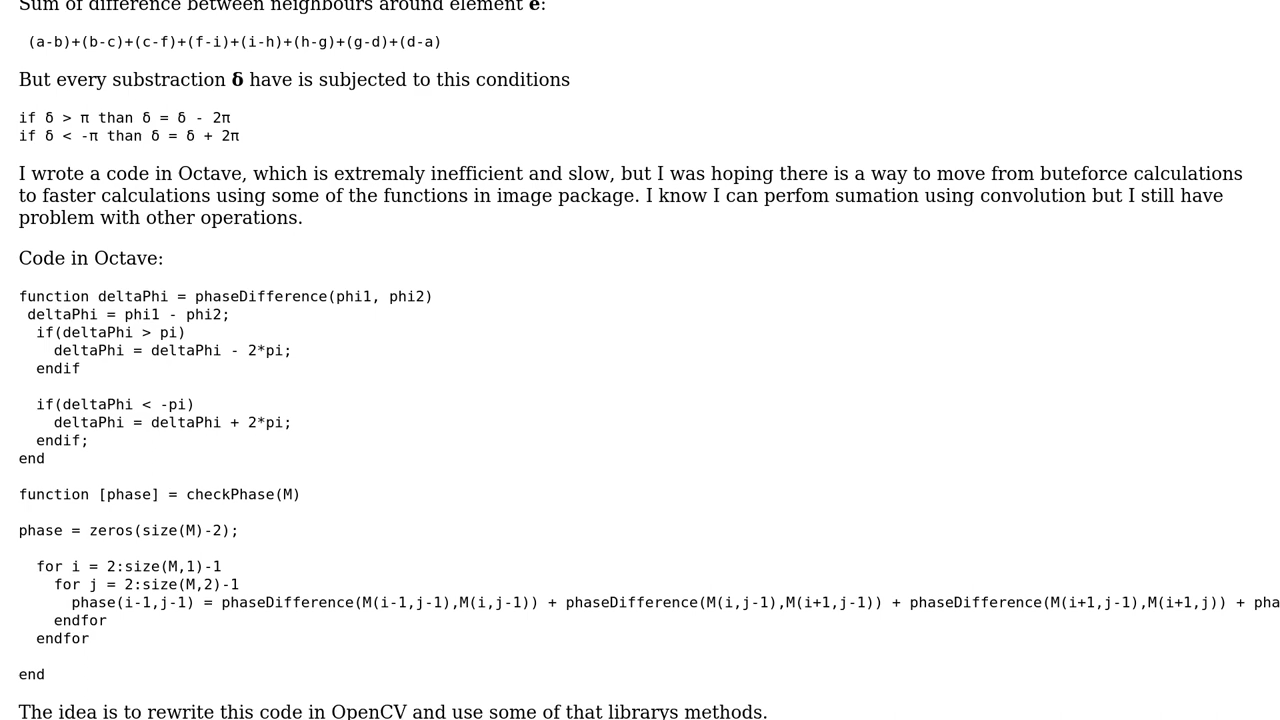 Sum of difference between neighbours around element e:
(a-b)+(b-c)+(c-f)+(f-i)+(i-h)+(h-g)+(g-d)+(d-a)
But every substraction δ have is subjected to this conditions
if δ > π than δ = δ - 2π
if δ < -π than δ = δ + 2π
I wrote a code in Octave, which is extremaly inefficient and slow, but I was hoping there is a way to move from buteforce calculations
to faster calculations using some of the functions in image package. I know I can perfom sumation using convolution but I still have
problem with other operations.
Code in Octave:
function deltaPhi = phaseDifference(phi1, phi2)
deltaPhi = phi1 - phi2;
if(deltaPhi > pi)
deltaPhi = deltaPhi - 2*pi;
endif
if(deltaPhi < -pi)
deltaPhi = deltaPhi + 2*pi;
endif;
end
function [phase] = checkPhase(M)
phase = zeros(size(M)-2);
for i = 2:size(M,1)-1
for j = 2:size(M,2)-1
phase(i-1,j-1) = phaseDifference(M(i-1,j-1),M(i,j-1)) + phaseDifference(M(i,j-1),M(i+1,j-1)) + phaseDifference(M(i+1,j-1),M(i+1,j)) + pha
endfor
endfor
end
The idea is to rewrite this code in OpenCV and use some of that librarys methods.